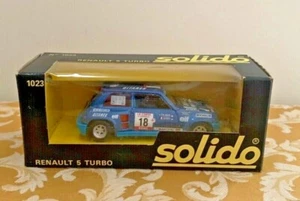 solido
1023
18
RENAULT 5 TURBO
solido
®